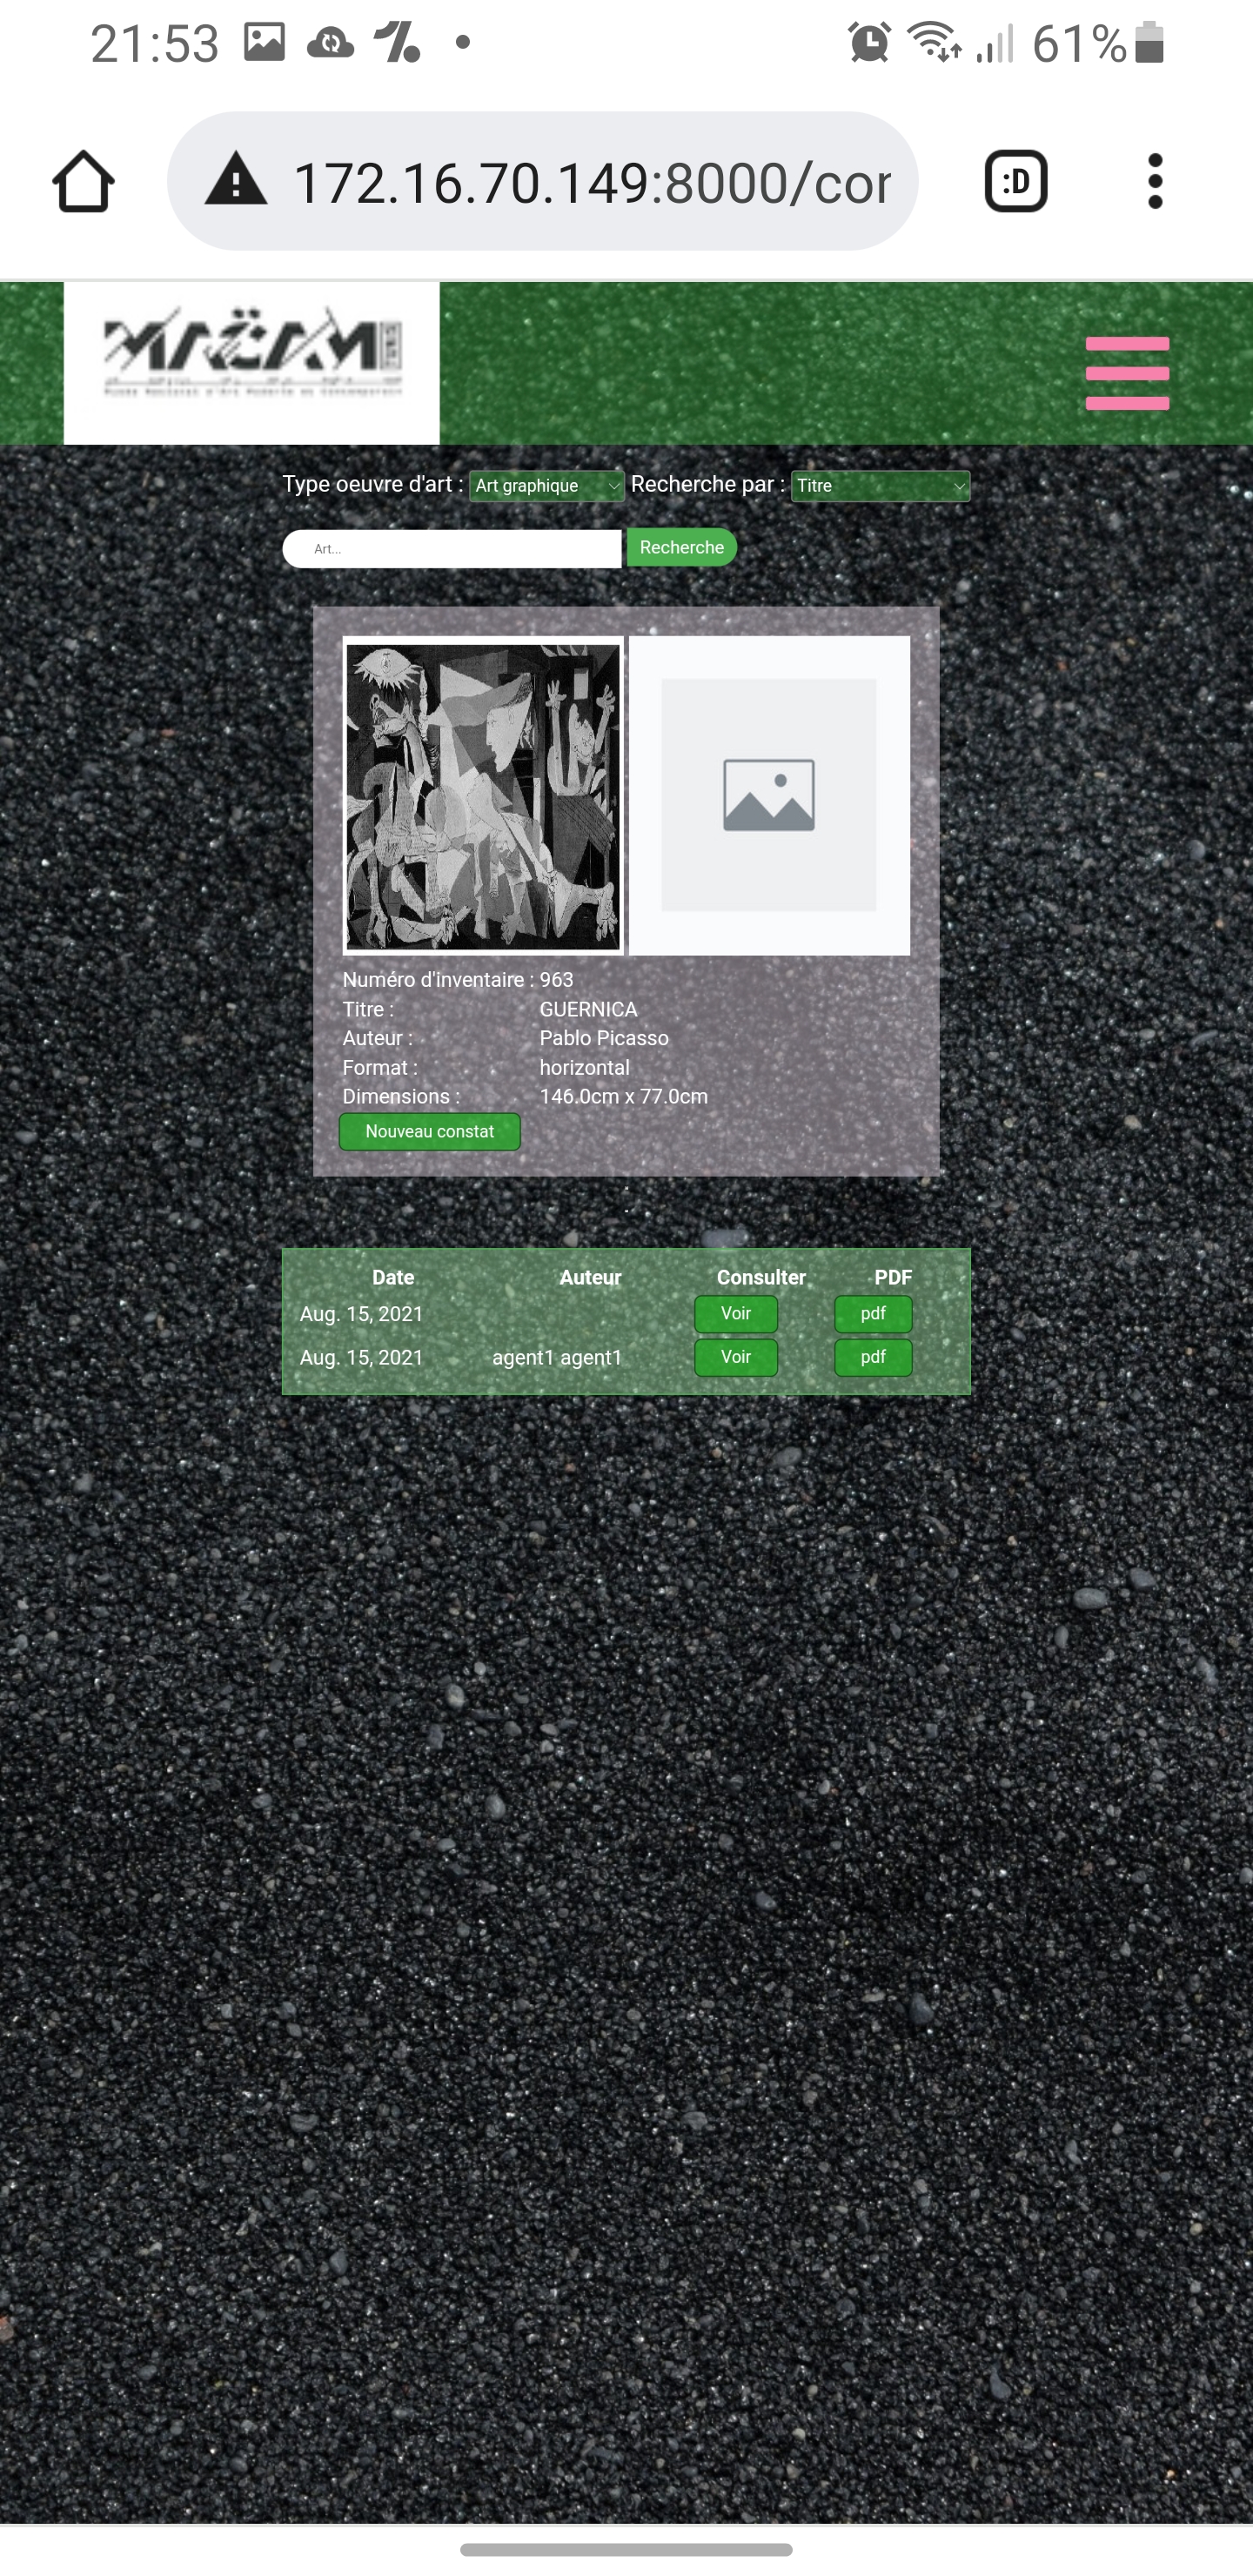 21:53 61%
172.16.70.149:8000/cor
:D
MACAM
Type oeuvre d'art : Art graphique Recherche par : Titre
Art... Recherche
Numéro d'inventaire : 963
Titre : GUERNICA
Auteur : Pablo Picasso
Format : horizontal
Dimensions : 146.0cm x 77.0cm
Nouveau constat
:
Date Auteur Consulter PDF
Aug. 15, 2021 Voir pdf
Aug. 15, 2021 agent1 agent1 Voir pdf